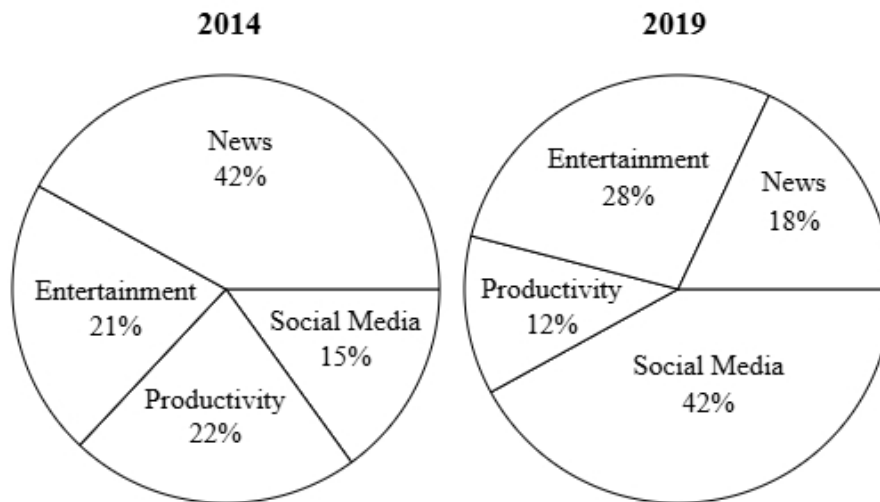 2014
News
42%
Entertainment
21%
Social Media
15%
Productivity
22%
2019
Entertainment
28%
News
18%
Productivity
12%
Social Media
42%